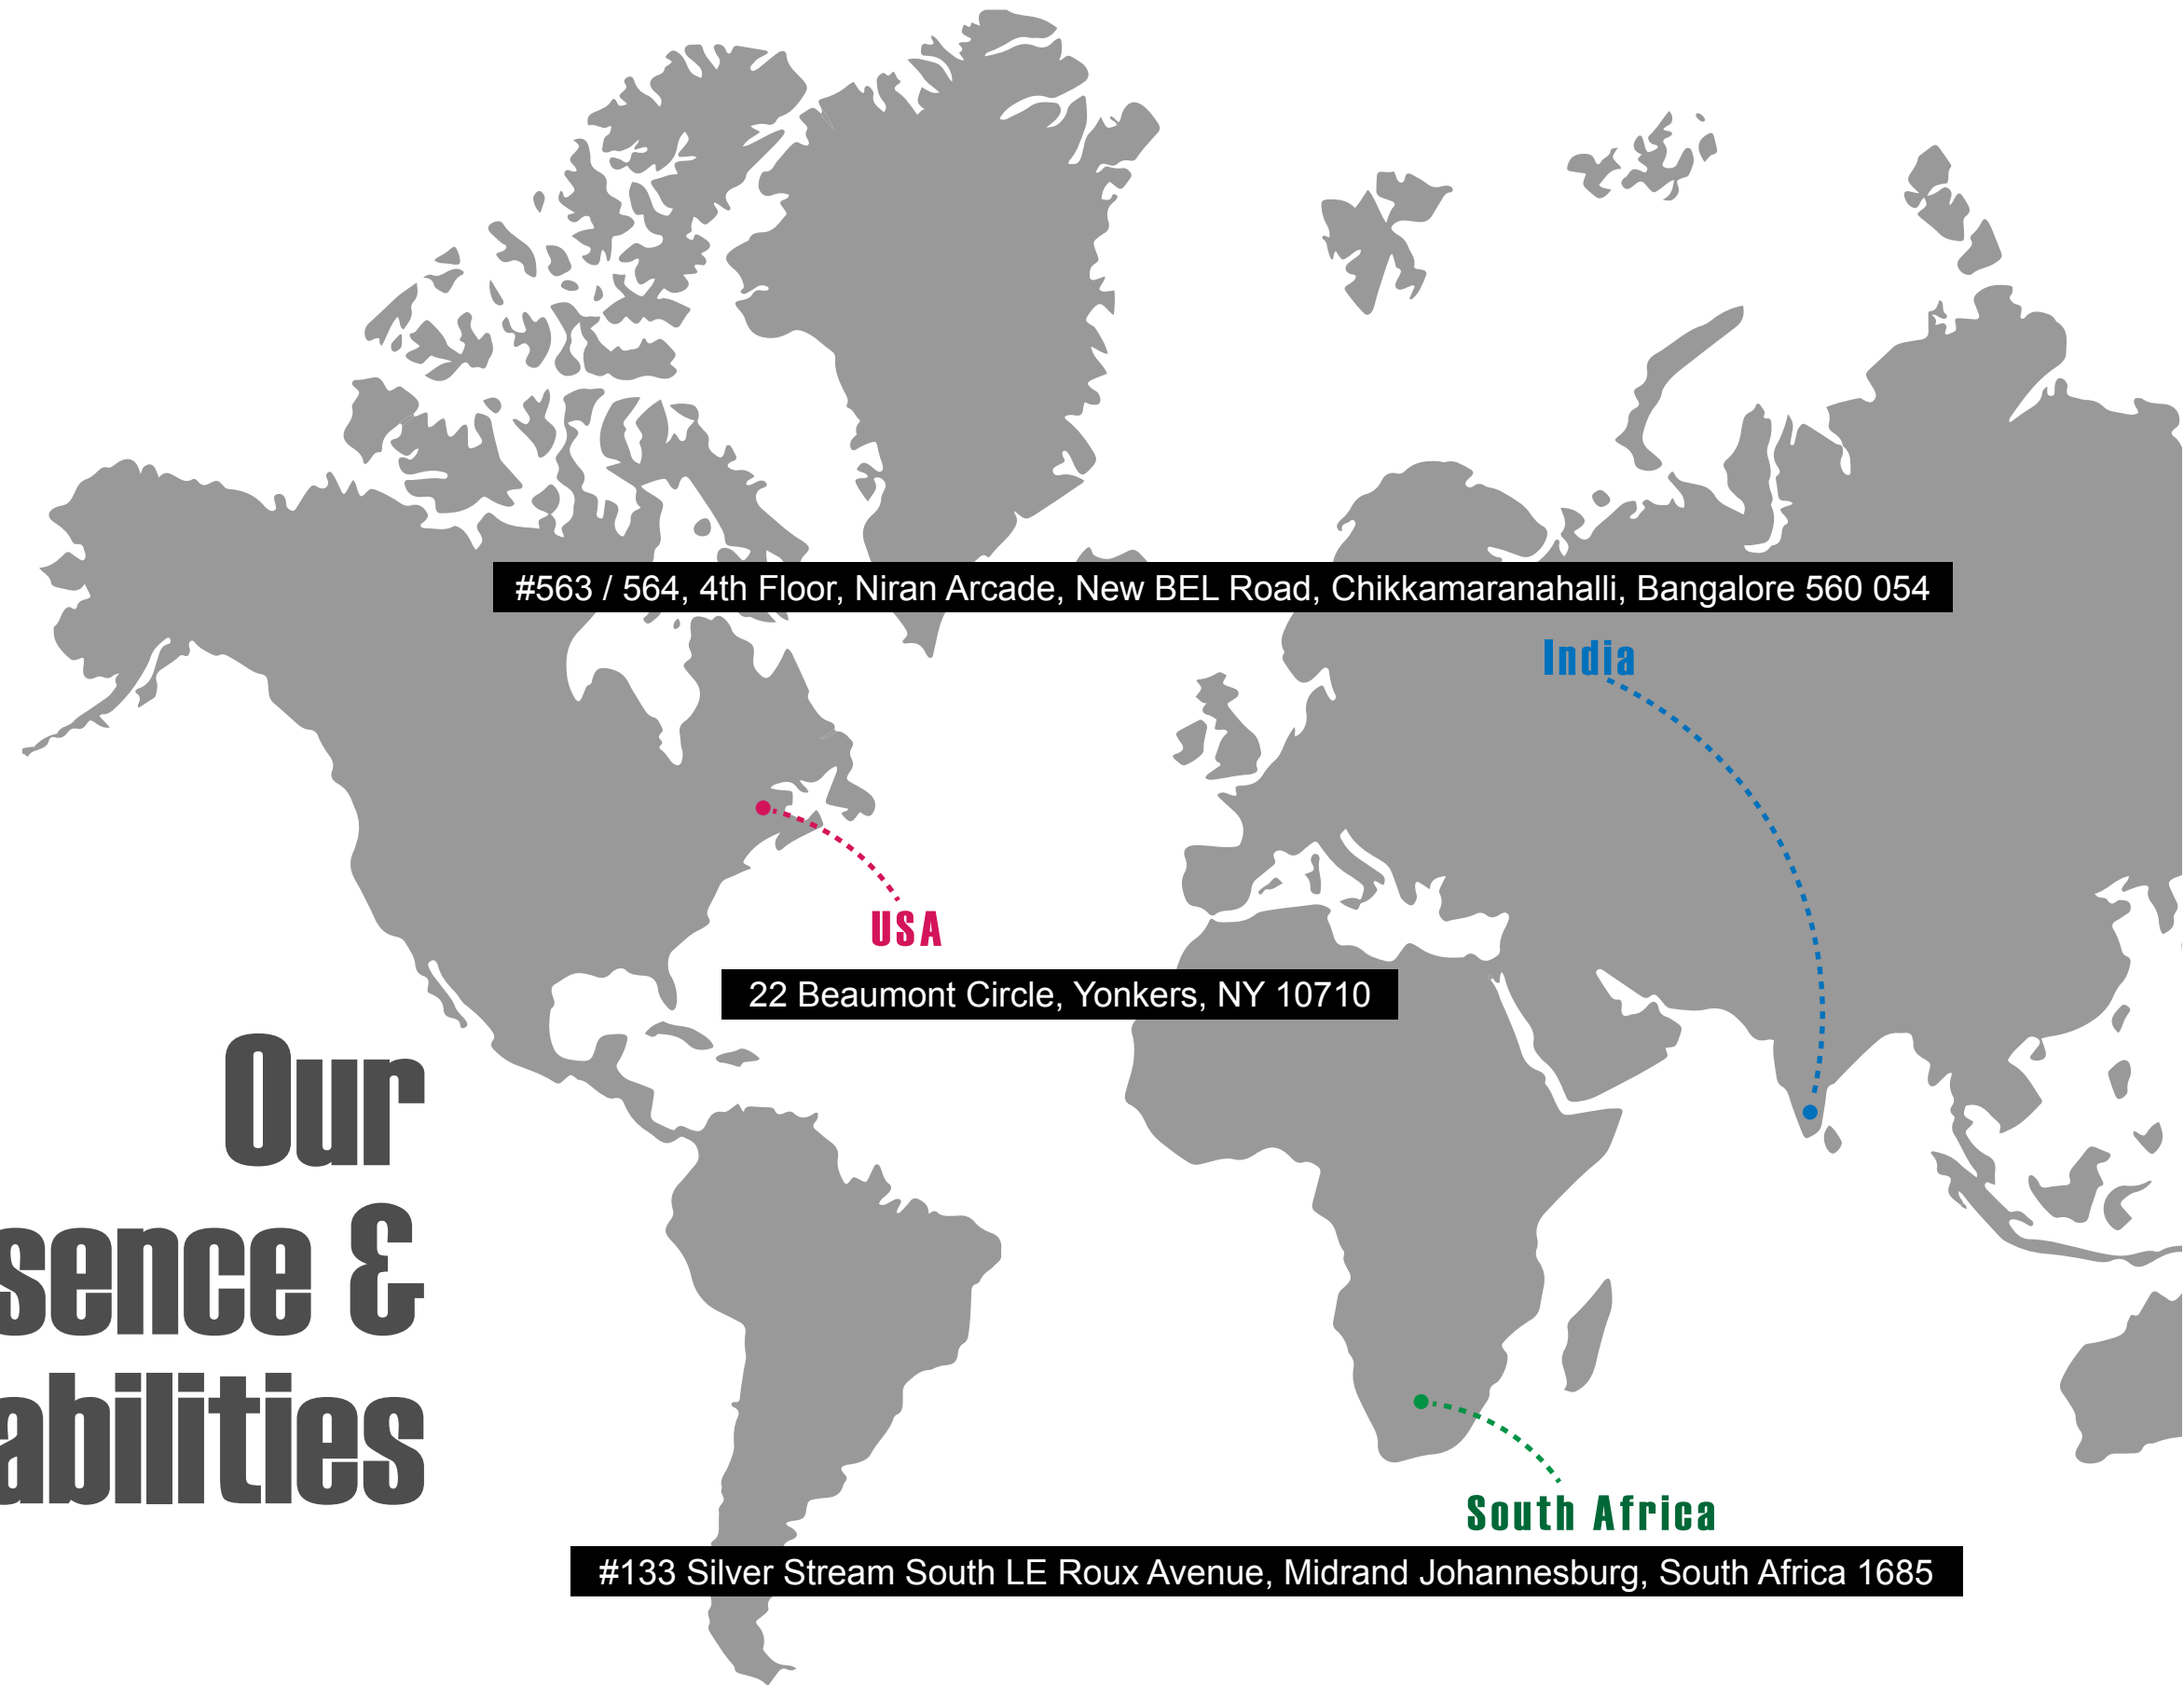 #563 / 564, 4th Floor, Niran Arcade, New BEL Road, Chikkamaranahalli, Bangalore 560 054
India
USA
22 Beaumont Circle, Yonkers, NY 10710
Our
sence &
abilities
South Africa
#133 Silver Stream South LE Roux Avenue, Midrand Johannesburg, South Africa 1685